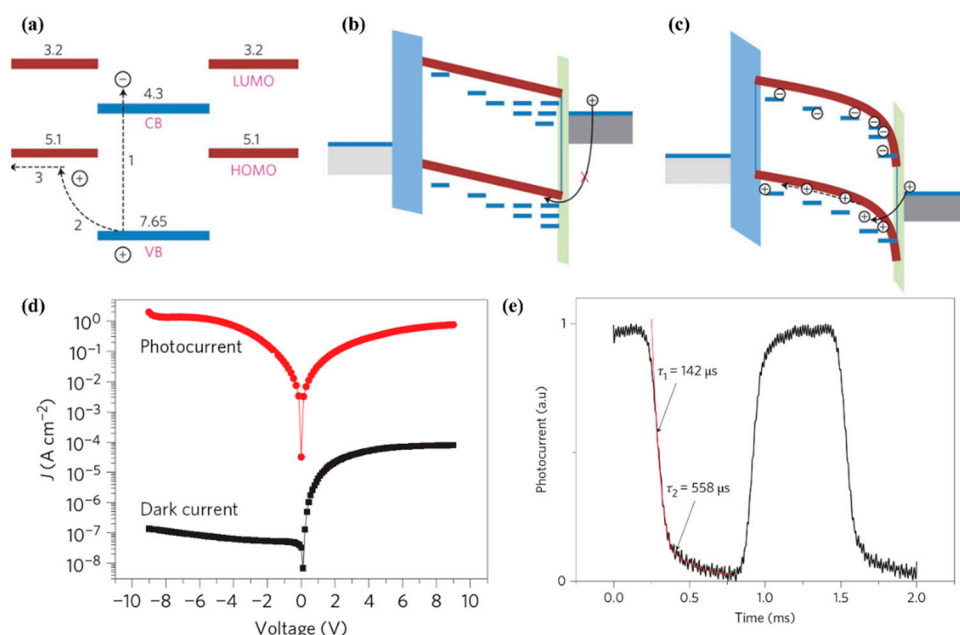 (a)
3.2
3.2
LUMO
4.3
CB
5.1
5.1
HOMO
1
3
2
7.65
VB
(b)
(c)
(d)
10⁰
10⁻¹
10⁻²
10⁻³
10⁻⁴
10⁻⁵
10⁻⁶
10⁻⁷
10⁻⁸
J (A cm⁻²)
Photocurrent
Dark current
−10 −8 −6 −4 −2 0 2 4 6 8 10
Voltage (V)
(e)
1
0
Photocurrent (a.u)
τ₁ = 142 μs
τ₂ = 558 μs
0.0 0.5 1.0 1.5 2.0
Time (ms)